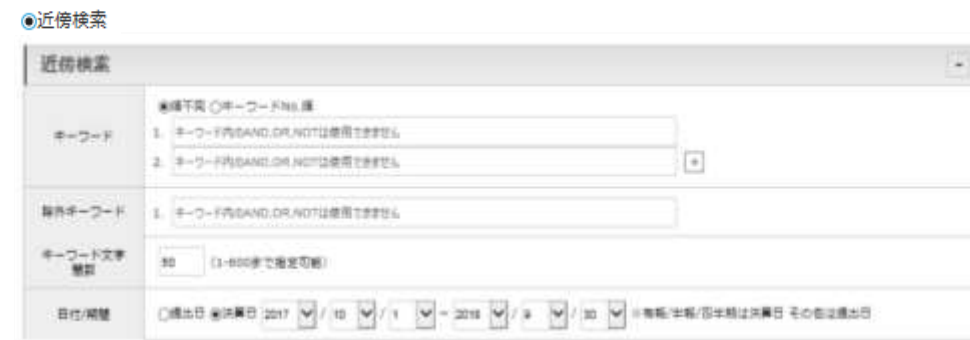 ◉近傍検索
近傍検索
キーワード
◉順不同 ○キーワードNo.順
1. キーワード内のAND,OR,NOTは使用できません
2. キーワード内のAND,OR,NOTは使用できません
+
除外キーワード
1. キーワード内のAND,OR,NOTは使用できません
キーワード文字
間隔
50 (1-600まで指定可能)
日付/期間
○提出日 ◉決算日 2017 / 10 / 1 ~ 2018 / 9 / 30 ※有報/半報/四半期は決算日 その他は提出日